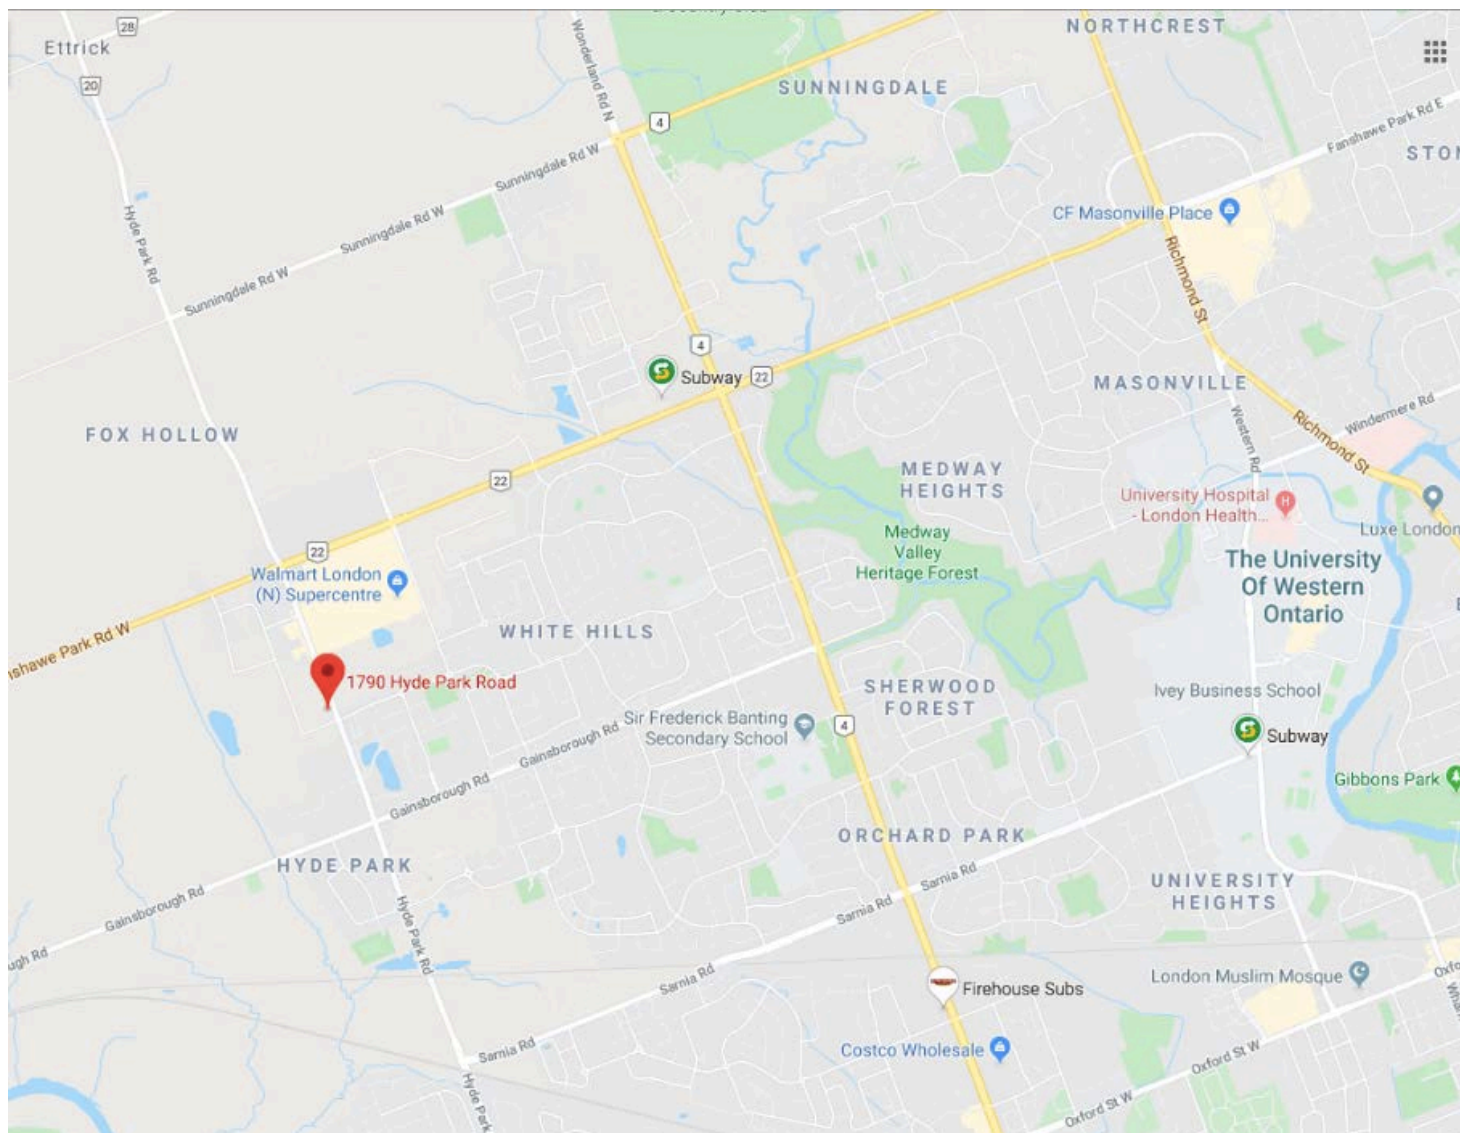 28
Ettrick
20
Wonderland Rd N
NORTHCREST
SUNNINGDALE
4
Fanshawe Park Rd E
Sunningdale Rd W
Hyde Park Rd
Sunningdale Rd W
CF Masonville Place
Sunningdale Rd W
Richmond St
4
Subway
22
MASONVILLE
FOX HOLLOW
Western Rd
Windermere Rd
Richmond St
22
MEDWAY
HEIGHTS
University Hospital
- London Health...
Luxe London
Medway
Valley
Heritage Forest
22
The University
Of Western
Ontario
Walmart London
(N) Supercentre
WHITE HILLS
nshawe Park Rd W
1790 Hyde Park Road
SHERWOOD
FOREST
Ivey Business School
Sir Frederick Banting
Secondary School
4
Gainsborough Rd
Subway
Gainsborough Rd
Gibbons Park
ORCHARD PARK
HYDE PARK
Sarnia Rd
UNIVERSITY
HEIGHTS
Gainsborough Rd
Sarnia Rd
Hyde Park Rd
ugh Rd
Sarnia Rd
London Muslim Mosque
Firehouse Subs
Sarnia Rd
Costco Wholesale
Oxford St W
Hyde Park
Oxford St W